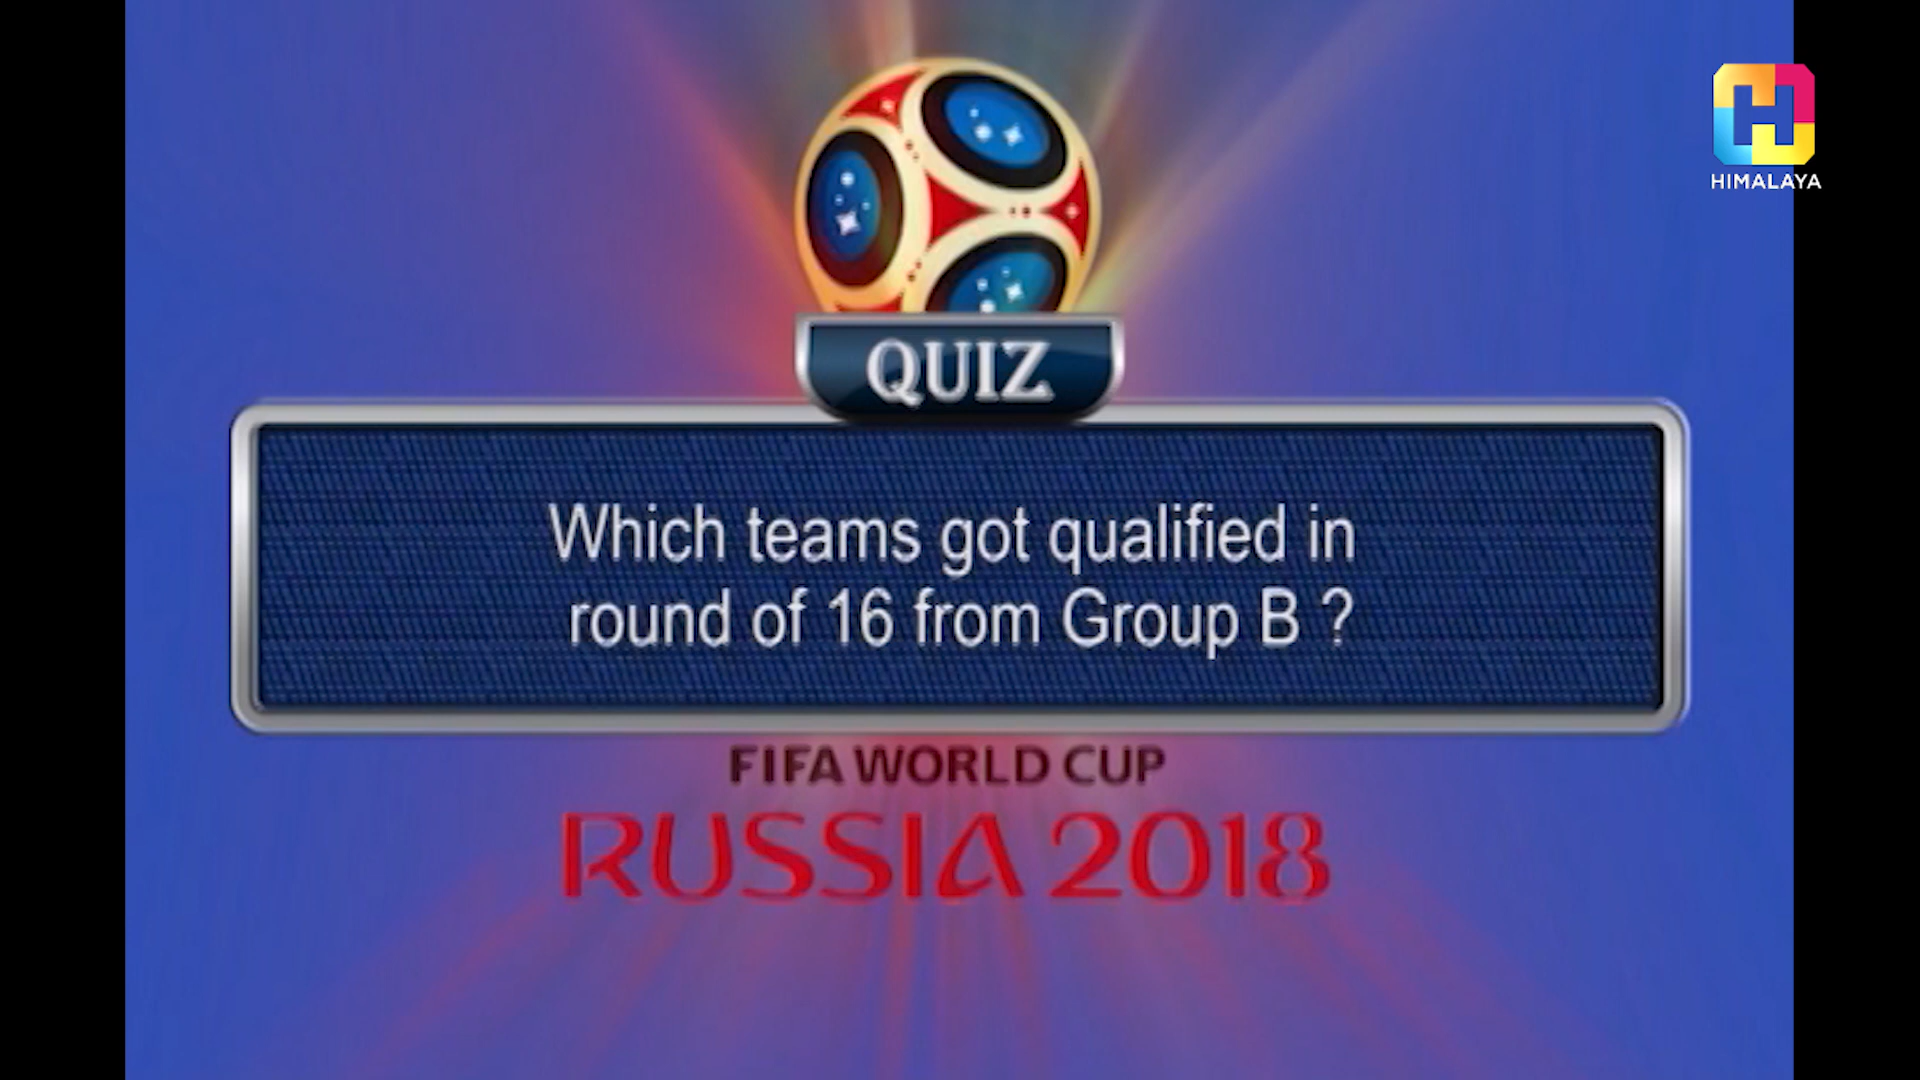 HIMALAYA
QUIZ
Which teams got qualified in
round of 16 from Group B ?
FIFA WORLD CUP
RUSSIA 2018